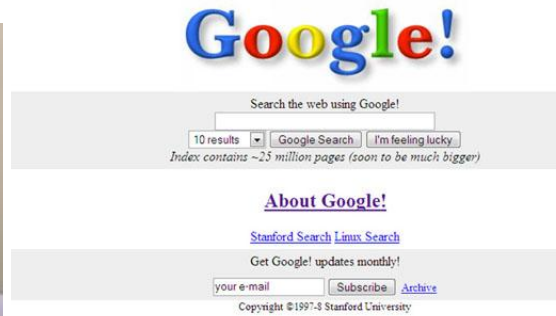 Google!
Search the web using Google!
10 results Google Search I'm feeling lucky
Index contains ~25 million pages (soon to be much bigger)
About Google!
Stanford Search Linux Search
Get Google! updates monthly!
your e-mail Subscribe Archive
Copyright ©1997-8 Stanford University